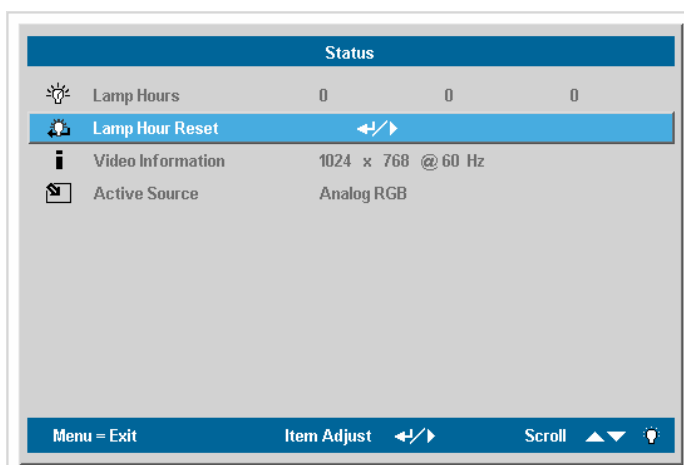 Status
Lamp Hours 0 0 0
Lamp Hour Reset
Video Information 1024 x 768 @ 60 Hz
Active Source Analog RGB
Menu = Exit Item Adjust Scroll